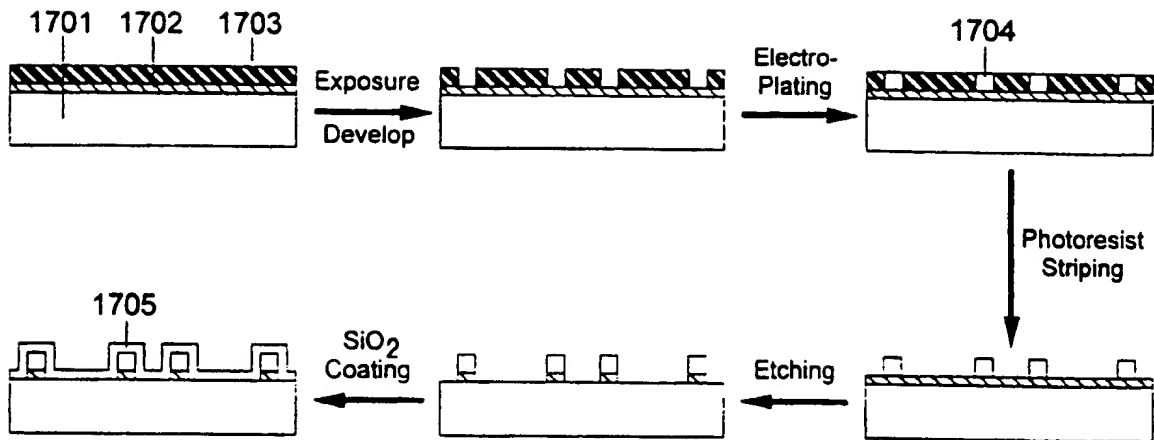 1701 1702 1703
Exposure
Develop
Electro-
Plating
1704
Photoresist
Striping
Etching
SiO2
Coating
1705